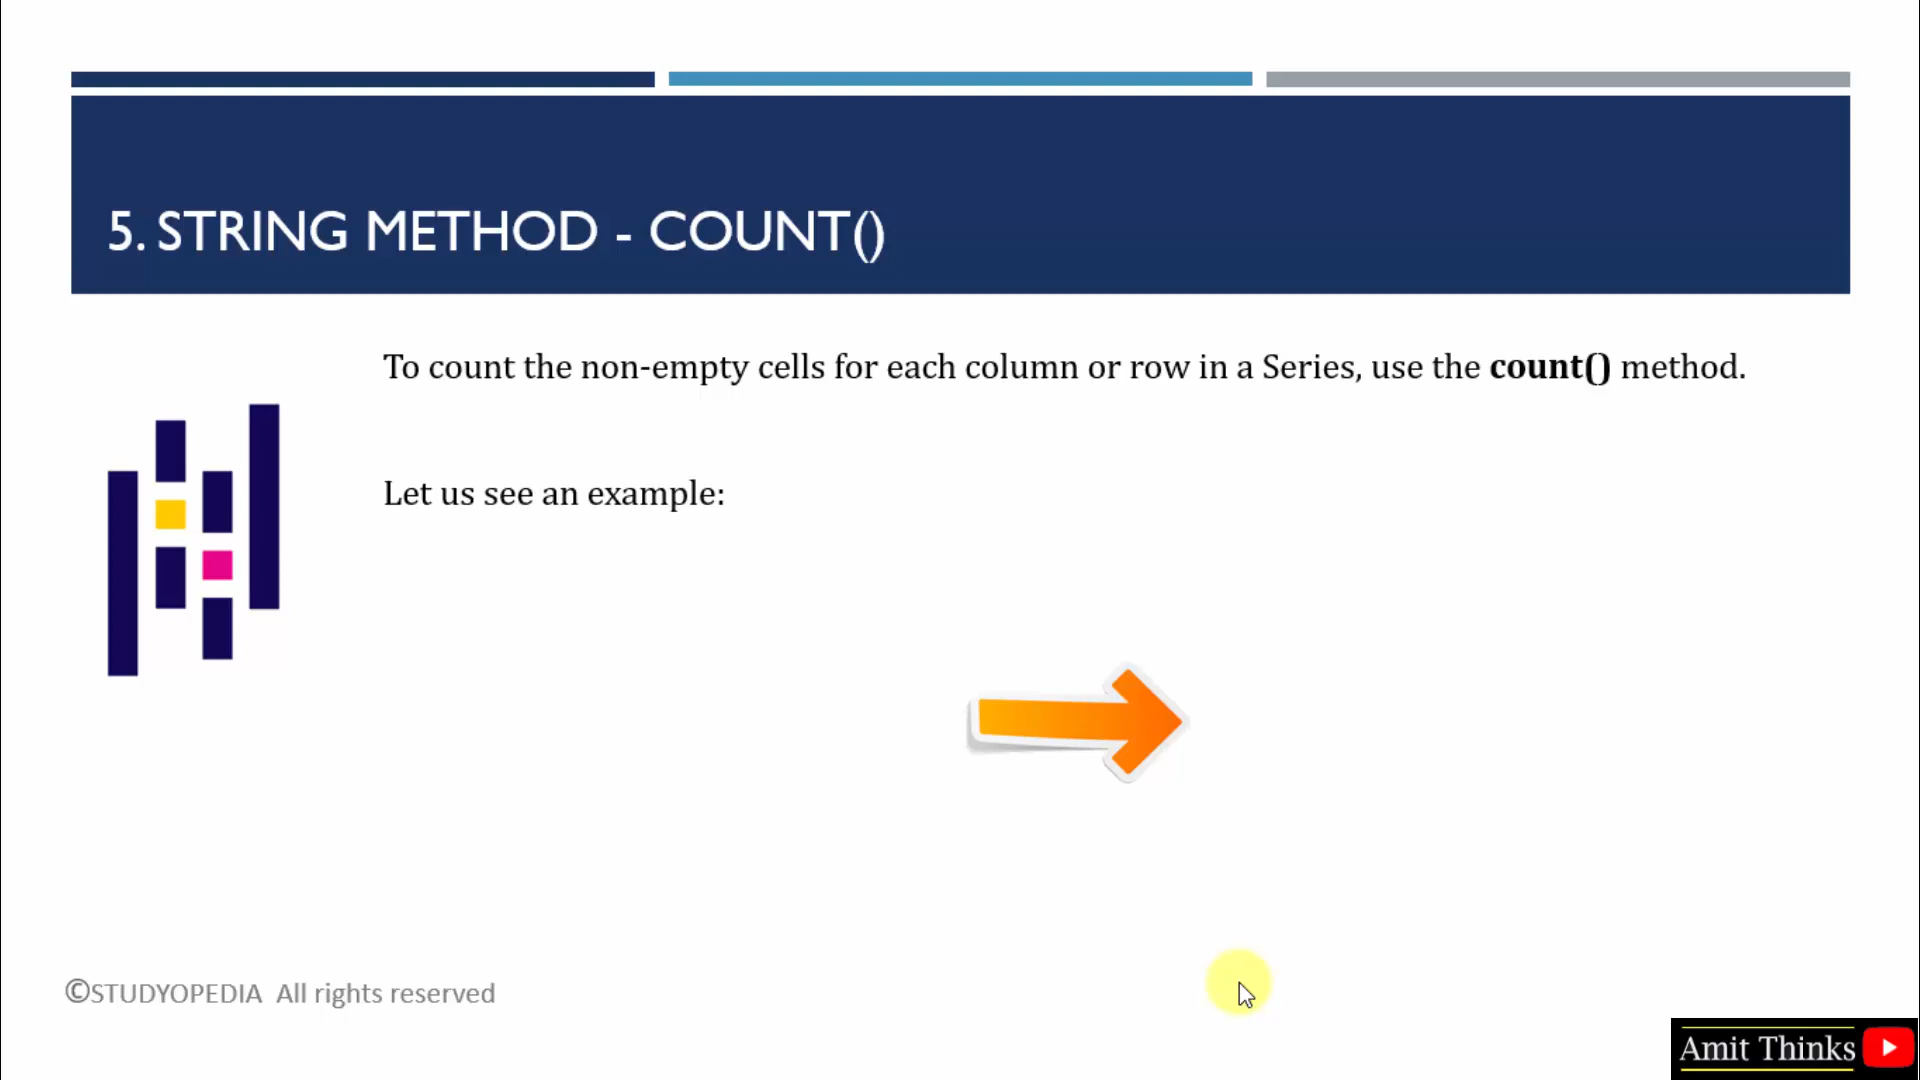 5. STRING METHOD - COUNT()
To count the non-empty cells for each column or row in a Series, use the count() method.
Let us see an example:
©STUDYOPEDIA All rights reserved
Amit Thinks